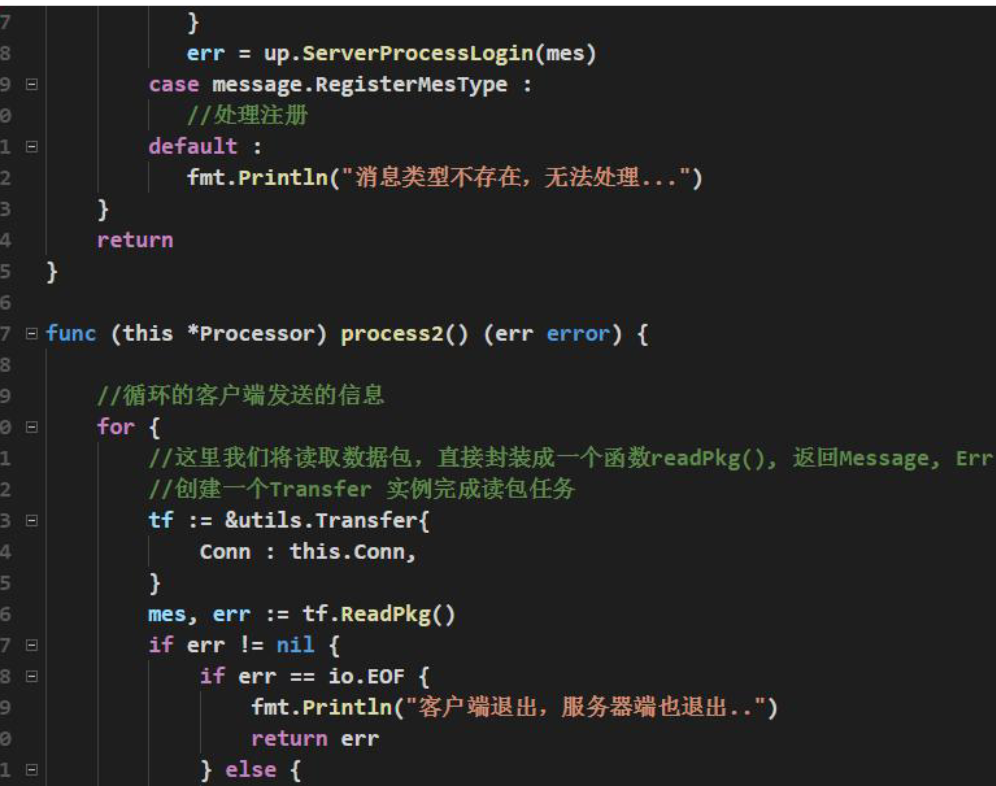 7 }
8 err = up.ServerProcessLogin(mes)
9 case message.RegisterMesType :
0 //处理注册
1 default :
2 fmt.Println("消息类型不存在，无法处理...")
3 }
4 return
5 }
6
7 func (this *Processor) process2() (err error) {
8
9 //循环的客户端发送的信息
0 for {
1 //这里我们将读取数据包，直接封装成一个函数readPkg(), 返回Message, Err
2 //创建一个Transfer 实例完成读包任务
3 tf := &utils.Transfer{
4 Conn : this.Conn,
5 }
6 mes, err := tf.ReadPkg()
7 if err != nil {
8 if err == io.EOF {
9 fmt.Println("客户端退出，服务器端也退出..")
0 return err
1 } else {